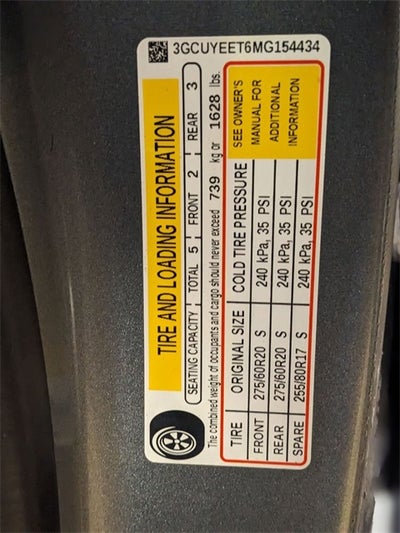 3GCUYEET6MG154434
TIRE AND LOADING INFORMATION
SEATING CAPACITY TOTAL 5 FRONT 2 REAR 3
The combined weight of occupants and cargo should never exceed 739 kg or 1628 lbs.
TIRE ORIGINAL SIZE COLD TIRE PRESSURE
FRONT 275/60R20 S 240 kPa, 35 PSI
REAR 275/60R20 S 240 kPa, 35 PSI
SPARE 255/80R17 S 240 kPa, 35 PSI
SEE OWNER'S
MANUAL FOR
ADDITIONAL
INFORMATION